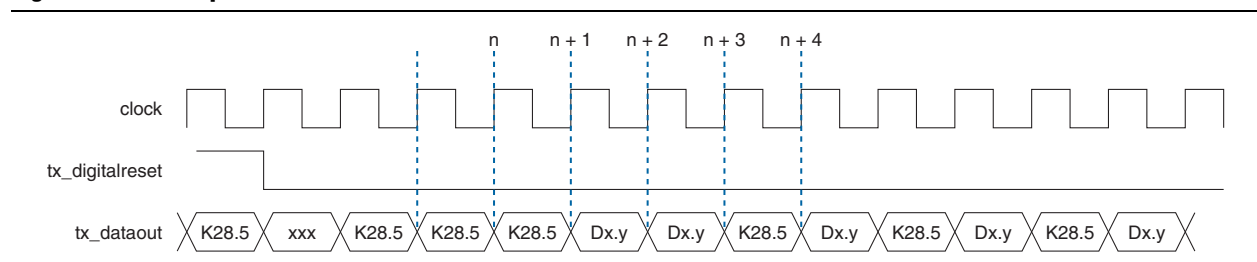 n n + 1 n + 2 n + 3 n + 4
clock
tx_digitalreset
tx_dataout K28.5 xxx K28.5 K28.5 K28.5 Dx.y Dx.y K28.5 Dx.y K28.5 Dx.y K28.5 Dx.y